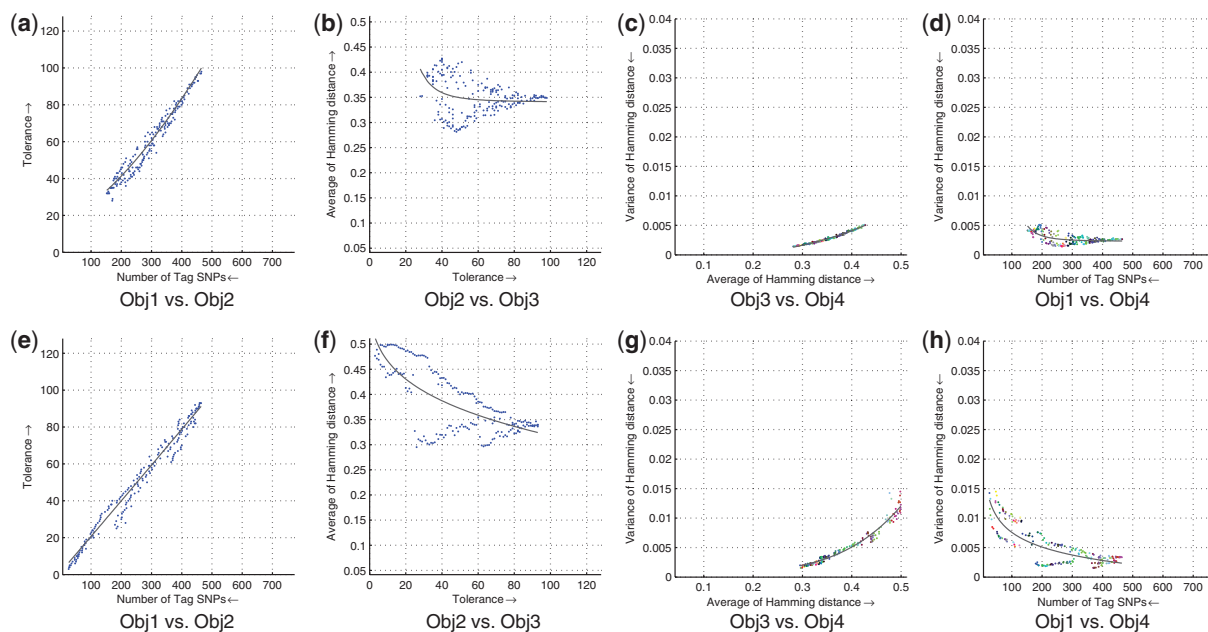 (a) (b) (c) (d)
120
100
80
60
40
20
0
Tolerance→
100 200 300 400 500 600 700
Number of Tag SNPs←
Obj1 vs. Obj2
0.5
0.45
0.4
0.35
0.3
0.25
0.2
0.15
0.1
0.05
Average of Hamming distance →
0 20 40 60 80 100 120
Tolerance→
Obj2 vs. Obj3
0.04
0.035
0.03
0.025
0.02
0.015
0.01
0.005
0
Variance of Hamming distance ←
0.1 0.2 0.3 0.4 0.5
Average of Hamming distance →
Obj3 vs. Obj4
0.04
0.035
0.03
0.025
0.02
0.015
0.01
0.005
0
Variance of Hamming distance ←
100 200 300 400 500 600 700
Number of Tag SNPs←
Obj1 vs. Obj4
(e) (f) (g) (h)
120
100
80
60
40
20
0
Tolerance→
100 200 300 400 500 600 700
Number of Tag SNPs←
Obj1 vs. Obj2
0.5
0.45
0.4
0.35
0.3
0.25
0.2
0.15
0.1
0.05
Average of Hamming distance →
0 20 40 60 80 100 120
Tolerance→
Obj2 vs. Obj3
0.04
0.035
0.03
0.025
0.02
0.015
0.01
0.005
0
Variance of Hamming distance ←
0.1 0.2 0.3 0.4 0.5
Average of Hamming distance →
Obj3 vs. Obj4
0.04
0.035
0.03
0.025
0.02
0.015
0.01
0.005
0
Variance of Hamming distance ←
100 200 300 400 500 600 700
Number of Tag SNPs←
Obj1 vs. Obj4